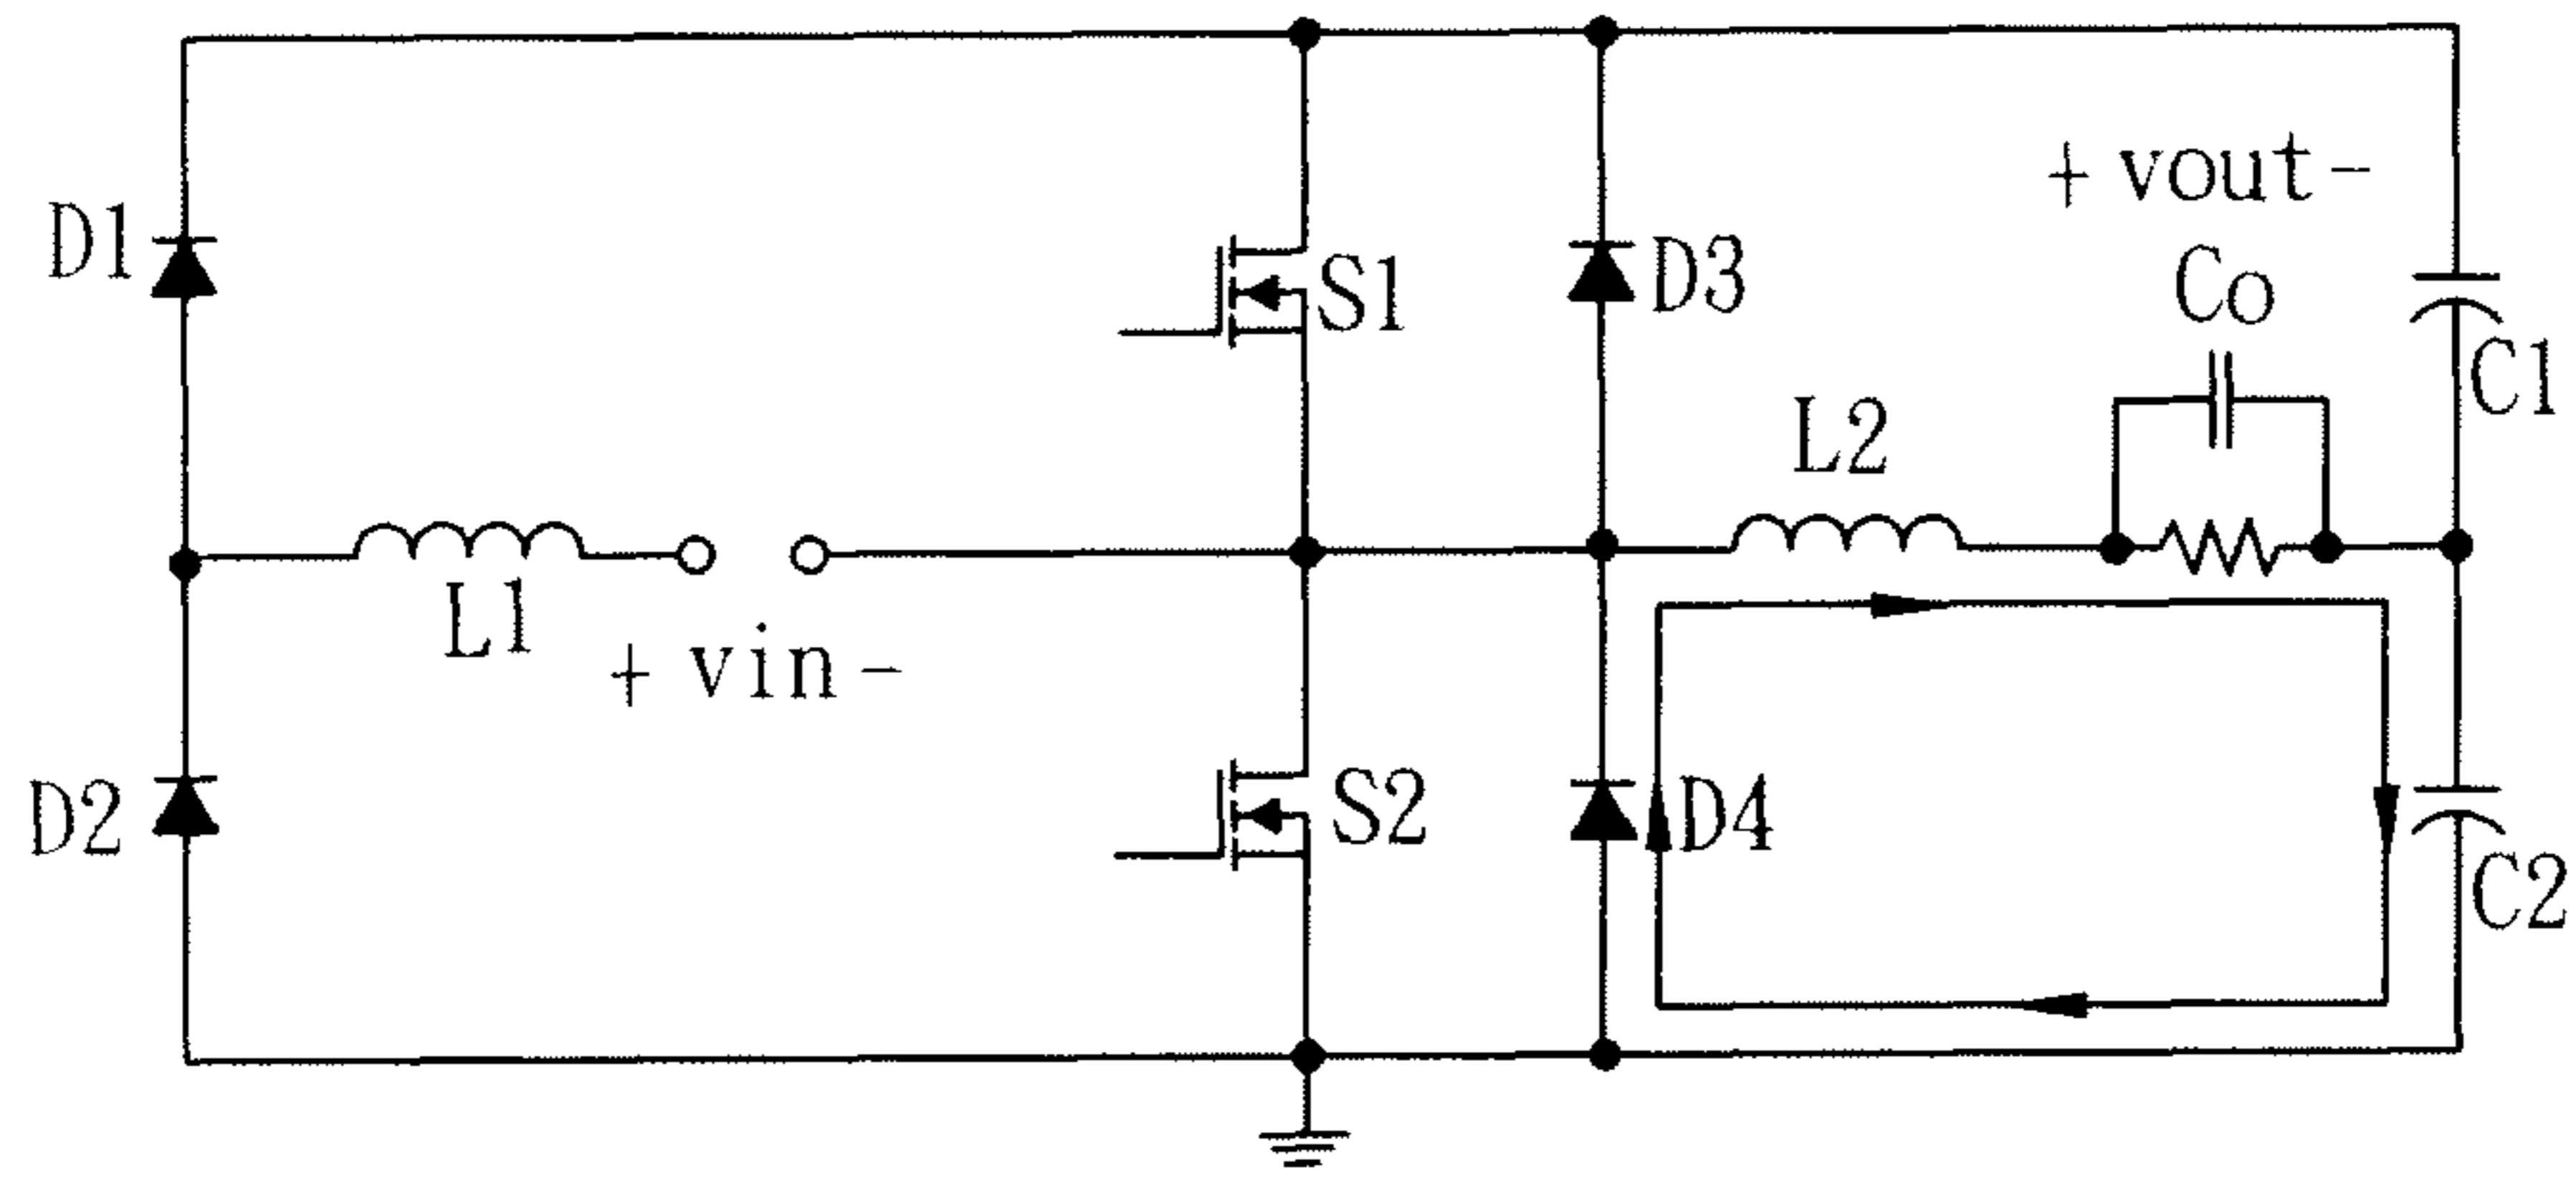 + vout -
D1
S1
D3
Co
C1
L2
L1
+ vin -
D2
S2
D4
C2